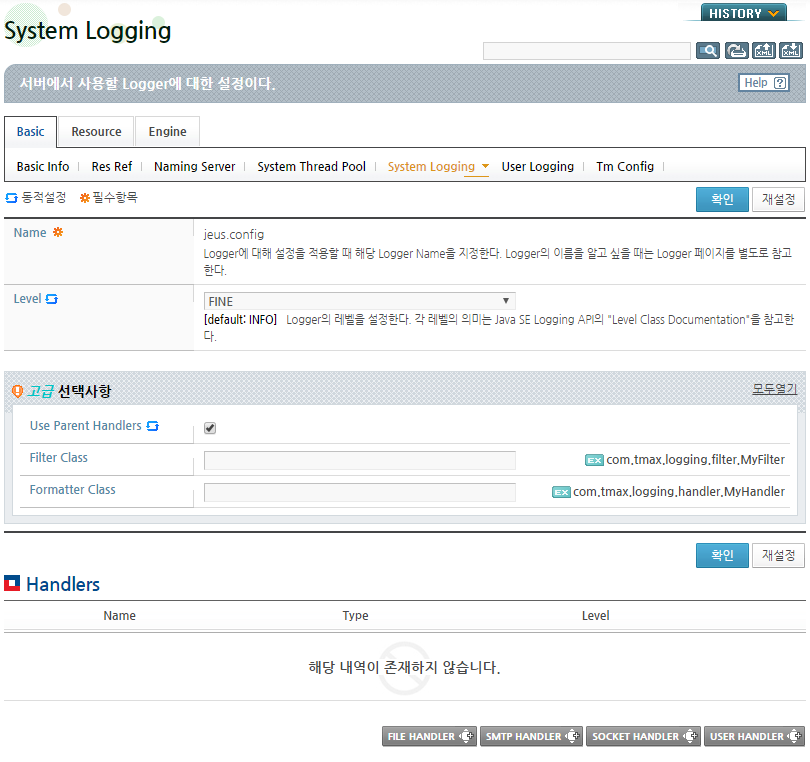 HISTORY
System Logging
서버에서 사용할 Logger에 대한 설정이다.
Help ?
Basic Resource Engine
Basic Info Res Ref Naming Server System Thread Pool System Logging User Logging Tm Config
동적설정 필수항목
확인 재설정
Name
jeus.config
Logger에 대해 설정을 적용할 때 해당 Logger Name을 지정한다. Logger의 이름을 알고 싶을 때는 Logger 페이지를 별도로 참고
한다.
Level
FINE
[default: INFO] Logger의 레벨을 설정한다. 각 레벨의 의미는 Java SE Logging API의 "Level Class Documentation"을 참고한
다.
고급 선택사항
모두열기
Use Parent Handlers
Filter Class
EX com.tmax.logging.filter.MyFilter
Formatter Class
EX com.tmax.logging.handler.MyHandler
확인 재설정
Handlers
Name Type Level
해당 내역이 존재하지 않습니다.
FILE HANDLER SMTP HANDLER SOCKET HANDLER USER HANDLER